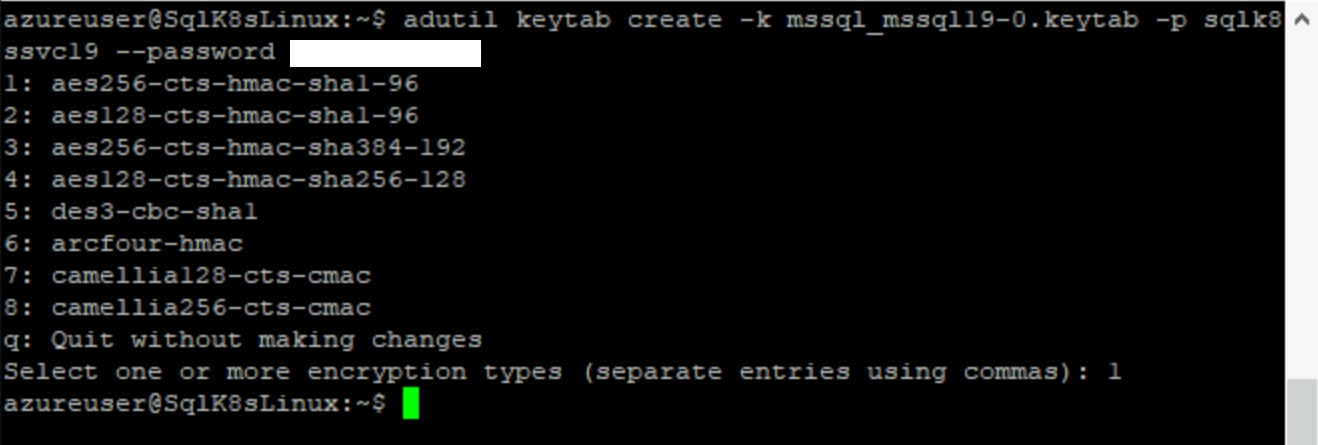 azureuser@SqlK8sLinux:~$ adutil keytab create -k mssql_mssql19-0.keytab -p sqlk8
ssvc19 --password
1: aes256-cts-hmac-sha1-96
2: aes128-cts-hmac-sha1-96
3: aes256-cts-hmac-sha384-192
4: aes128-cts-hmac-sha256-128
5: des3-cbc-sha1
6: arcfour-hmac
7: camellia128-cts-cmac
8: camellia256-cts-cmac
q: Quit without making changes
Select one or more encryption types (separate entries using commas): 1
azureuser@SqlK8sLinux:~$